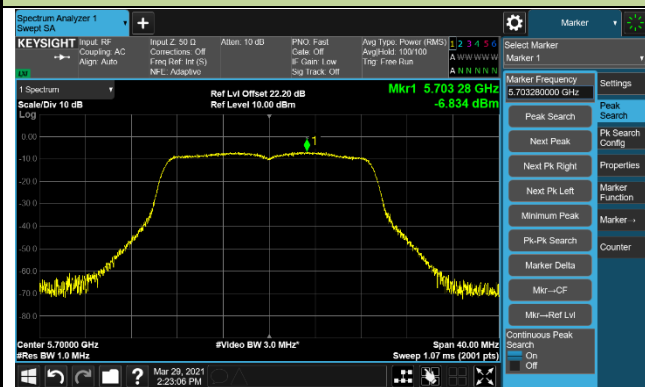 Spectrum Analyzer 1
Swept SA
Marker
KEYSIGHT
Input: RF
Coupling: AC
Align: Auto
Input Z: 50 Ω
Corrections: Off
Freq Ref: Int (S)
NFE: Adaptive
Atten: 10 dB
PNO: Fast
Gate: Off
IF Gain: Low
Sig Track: Off
Avg Type: Power (RMS)
Avg|Hold: 100/100
Trig: Free Run
1 2 3 4 5 6
A W W W W W
A N N N N N
LXI
Select Marker
Marker 1
1 Spectrum
Scale/Div 10 dB
Log
Ref Lvl Offset 22.20 dB
Ref Level 10.00 dBm
Mkr1 5.703 28 GHz
-6.834 dBm
1
0.00
-10.0
-20.0
-30.0
-40.0
-50.0
-60.0
-70.0
-80.0
Center 5.70000 GHz
#Res BW 1.0 MHz
#Video BW 3.0 MHz*
Span 40.00 MHz
Sweep 1.07 ms (2001 pts)
Marker Frequency
5.703280000 GHz
Peak Search
Next Peak
Next Pk Right
Next Pk Left
Minimum Peak
Pk-Pk Search
Marker Delta
Mkr→CF
Mkr→Ref Lvl
Continuous Peak
Search
On
Off
Settings
Peak
Search
Pk Search
Config
Properties
Marker
Function
Marker→
Counter
Mar 29, 2021
2:23:06 PM